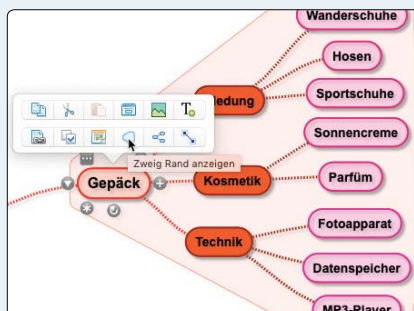 Wanderschuhe
Hosen
Sportschuhe
Sonnencreme
Zweig Rand anzeigen
Gepäck
Kosmetik
Parfüm
Fotoapparat
Technik
Datenspeicher
MP3-Player